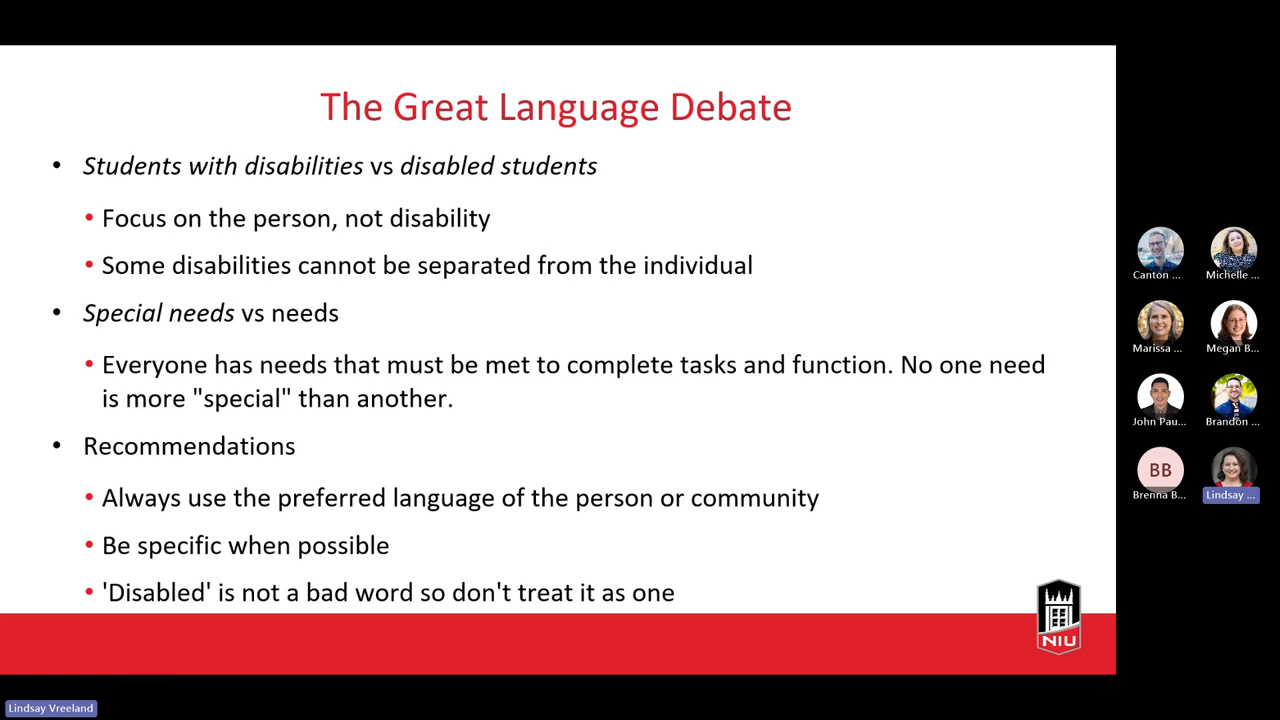 The Great Language Debate
• Students with disabilities vs disabled students
• Focus on the person, not disability
• Some disabilities cannot be separated from the individual
• Special needs vs needs
• Everyone has needs that must be met to complete tasks and function. No one need
is more "special" than another.
• Recommendations
• Always use the preferred language of the person or community
• Be specific when possible
• 'Disabled' is not a bad word so don't treat it as one
NIU
Canton ...
Michelle ...
Marissa ...
Megan B...
John Pau...
Brandon ...
BB
Brenna B...
Lindsay ...
Lindsay Vreeland